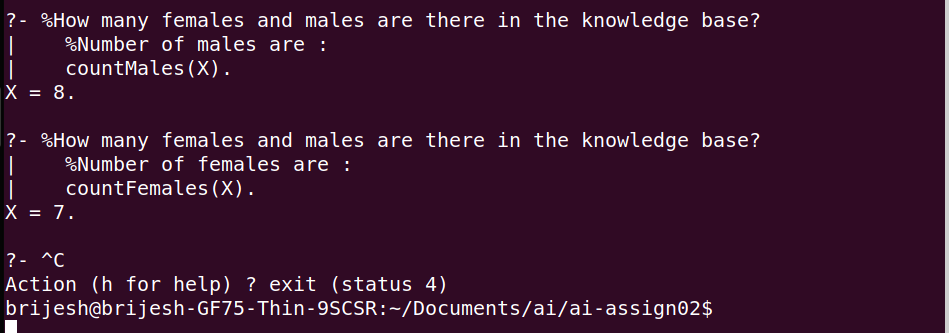 ?- %How many females and males are there in the knowledge base?
|    %Number of males are :
|    countMales(X).
X = 8.
?- %How many females and males are there in the knowledge base?
|    %Number of females are :
|    countFemales(X).
X = 7.
?- ^C
Action (h for help) ? exit (status 4)
brijesh@brijesh-GF75-Thin-9SCSR:~/Documents/ai/ai-assign02$